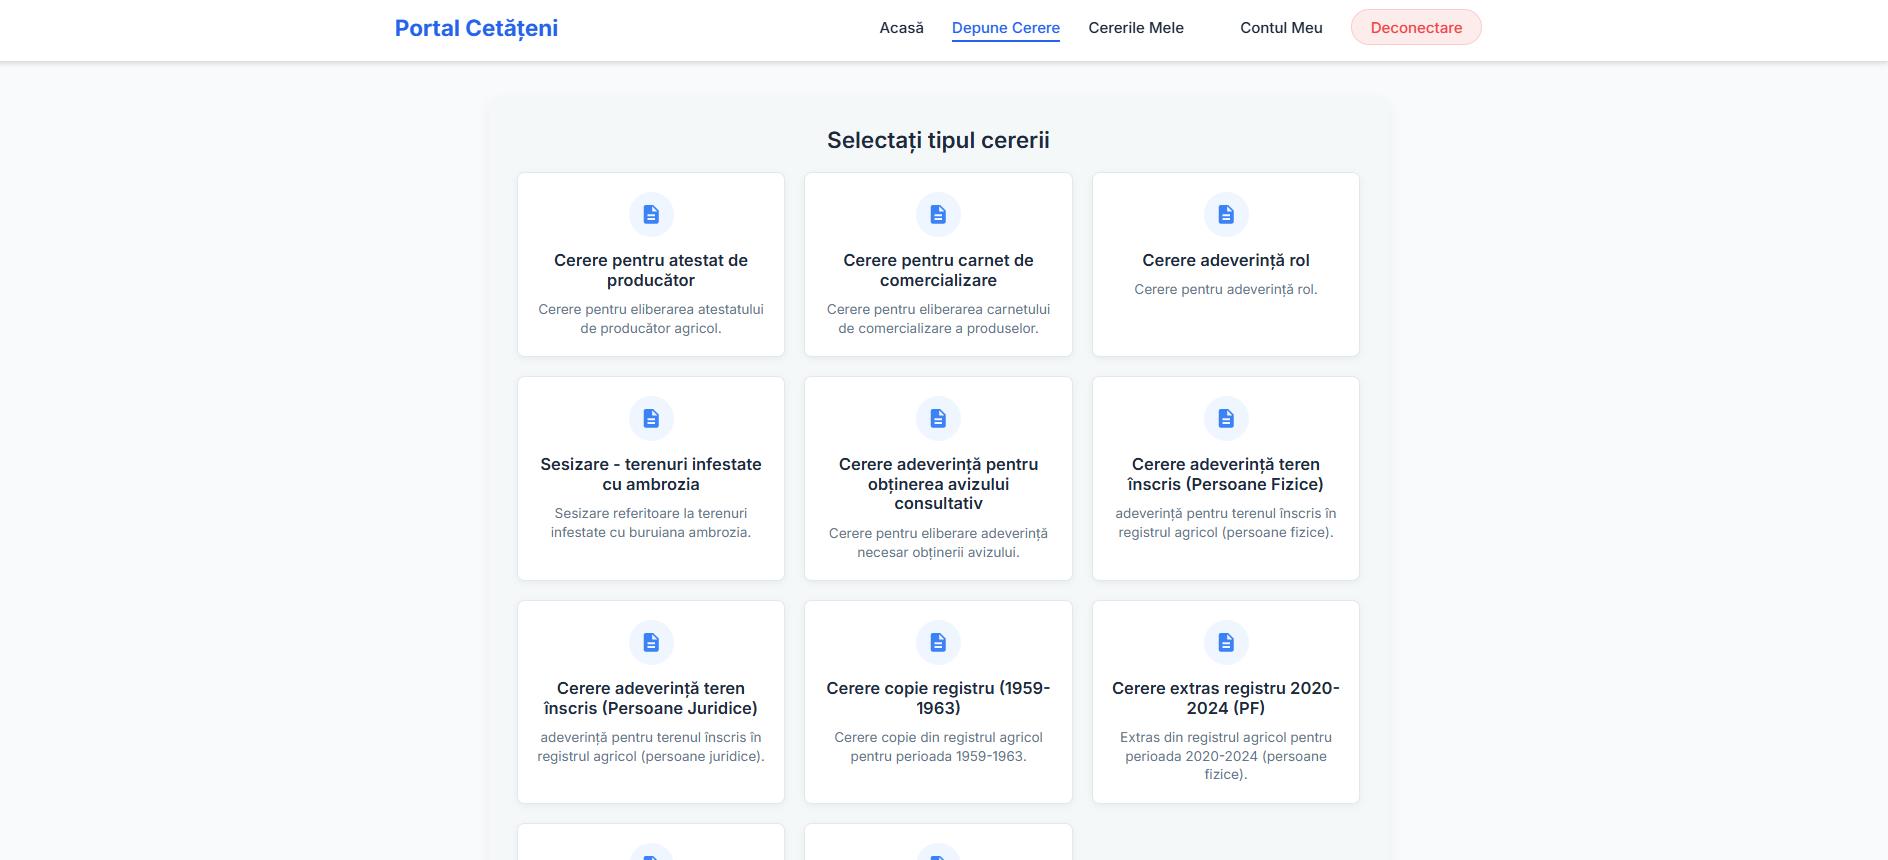 Portal Cetățeni
Acasă
Depune Cerere
Cererile Mele
Contul Meu
Deconectare
Selectați tipul cererii
Cerere pentru atestat de
producător
Cerere pentru eliberarea atestatului
de producător agricol.
Cerere pentru carnet de
comercializare
Cerere pentru eliberarea carnetului
de comercializare a produselor.
Cerere adeverință rol
Cerere pentru adeverință rol.
Sesizare - terenuri infestate
cu ambrozia
Sesizare referitoare la terenuri
infestate cu buruiana ambrozia.
Cerere adeverință pentru
obținerea avizului
consultativ
Cerere pentru eliberare adeverință
necesar obținerii avizului.
Cerere adeverință teren
înscris (Persoane Fizice)
adeverință pentru terenul înscris în
registrul agricol (persoane fizice).
Cerere adeverință teren
înscris (Persoane Juridice)
adeverință pentru terenul înscris în
registrul agricol (persoane juridice).
Cerere copie registru (1959-
1963)
Cerere copie din registrul agricol
pentru perioada 1959-1963.
Cerere extras registru 2020-
2024 (PF)
Extras din registrul agricol pentru
perioada 2020-2024 (persoane
fizice).